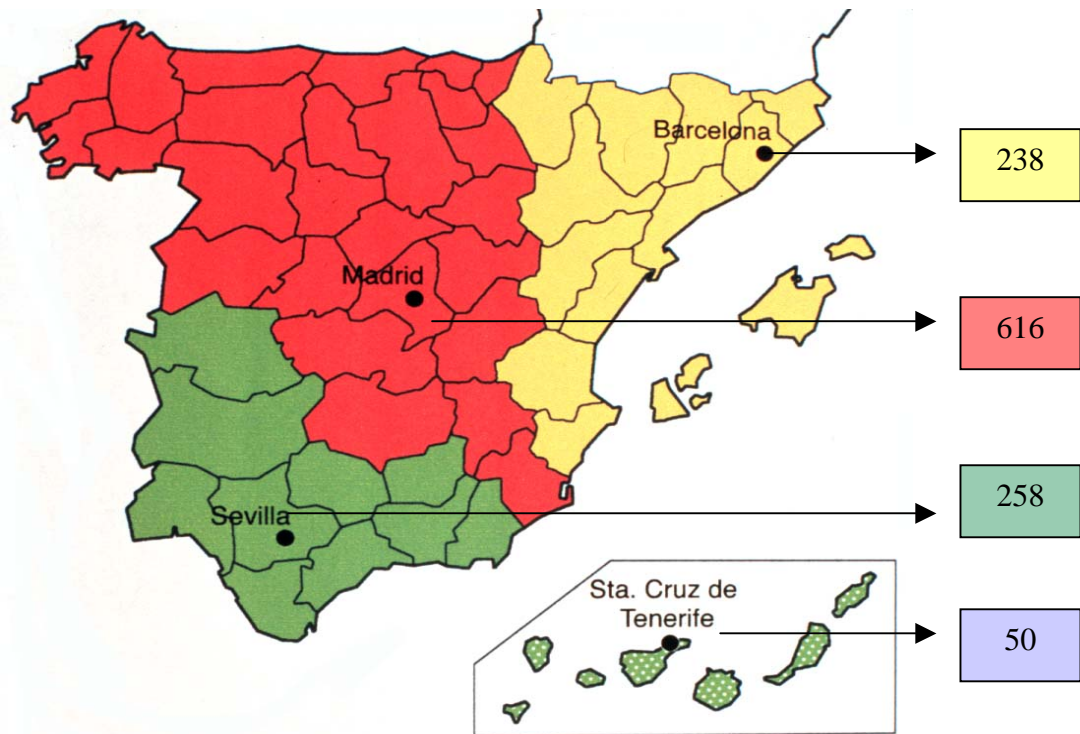 Barcelona
238
Madrid
616
Sevilla
258
Sta. Cruz de
Tenerife
50